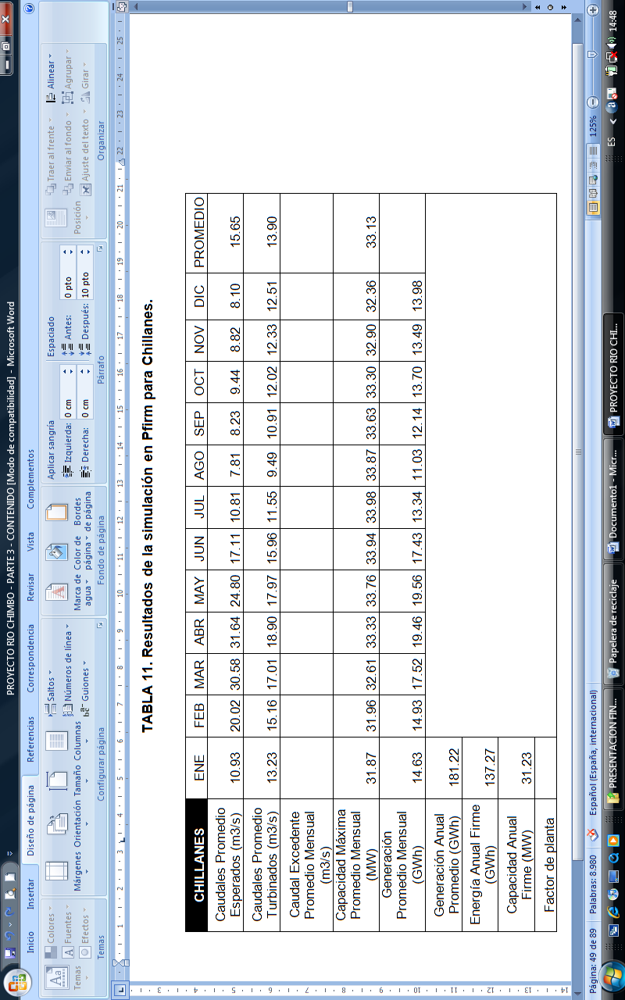 PROYECTO RIO CHIMBO - PARTE 3 - CONTENIDO [Modo de compatibilidad] - Microsoft Word
Inicio Insertar Diseño de página Referencias Correspondencia Revisar Vista Complementos
Temas
Colores
Fuentes
Efectos
Temas
Márgenes Orientación Tamaño Columnas
Saltos
Números de línea
Guiones
Configurar página
Marca de agua
Color de página
Bordes de página
Fondo de página
Aplicar sangría
Izquierda: 0 cm
Derecha: 0 cm
Espaciado
Antes: 0 pto
Después: 10 pto
Párrafo
Posición
Traer al frente
Enviar al fondo
Ajuste del texto
Alinear
Agrupar
Girar
Organizar
TABLA 11. Resultados de la simulación en Pfirm para Chillanes.
CHILLANES ENE FEB MAR ABR MAY JUN JUL AGO SEP OCT NOV DIC PROMEDIO
Caudales Promedio
Esperados (m3/s) 10.93 20.02 30.58 31.64 24.80 17.11 10.81 7.81 8.23 9.44 8.82 8.10 15.65
Caudales Promedio
Turbinados (m3/s) 13.23 15.16 17.01 18.90 17.97 15.96 11.55 9.49 10.91 12.02 12.33 12.51 13.90
Caudal Excedente
Promedio Mensual
(m3/s)
Capacidad Máxima
Promedio Mensual
(MW) 31.87 31.96 32.61 33.33 33.76 33.94 33.98 33.87 33.63 33.30 32.90 32.36 33.13
Generación
Promedio Mensual
(GWh) 14.63 14.93 17.52 19.46 19.56 17.43 13.34 11.03 12.14 13.70 13.49 13.98
Generación Anual
Promedio (GWh) 181.22
Energía Anual Firme
(GWh) 137.27
Capacidad Anual
Firme (MW) 31.23
Factor de planta
Página: 49 de 89 Palabras: 8.980 Español (España, internacional) 125%
PRESENTACION FIN... Papelera de reciclaje Documento1 - Micr... PROYECTO RIO CHI... ES 14:48